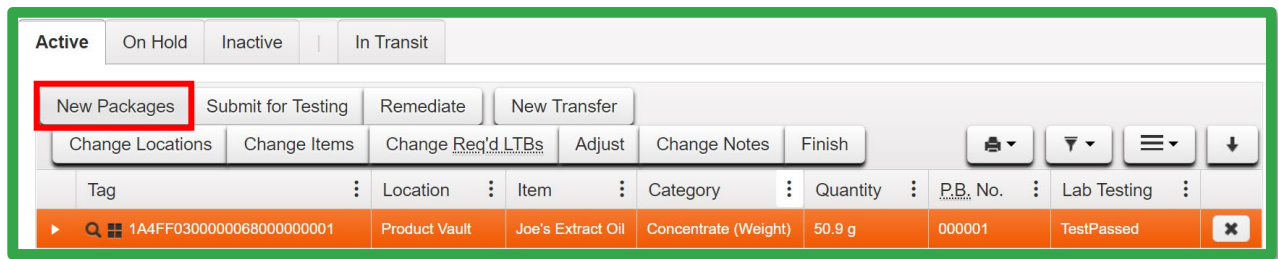 Active On Hold Inactive | In Transit
New Packages Submit for Testing Remediate New Transfer
Change Locations Change Items Change Req'd LTBs Adjust Change Notes Finish
Tag Location Item Category Quantity P.B. No. Lab Testing
1A4FF0300000068000000001 Product Vault Joe's Extract Oil Concentrate (Weight) 50.9 g 000001 TestPassed